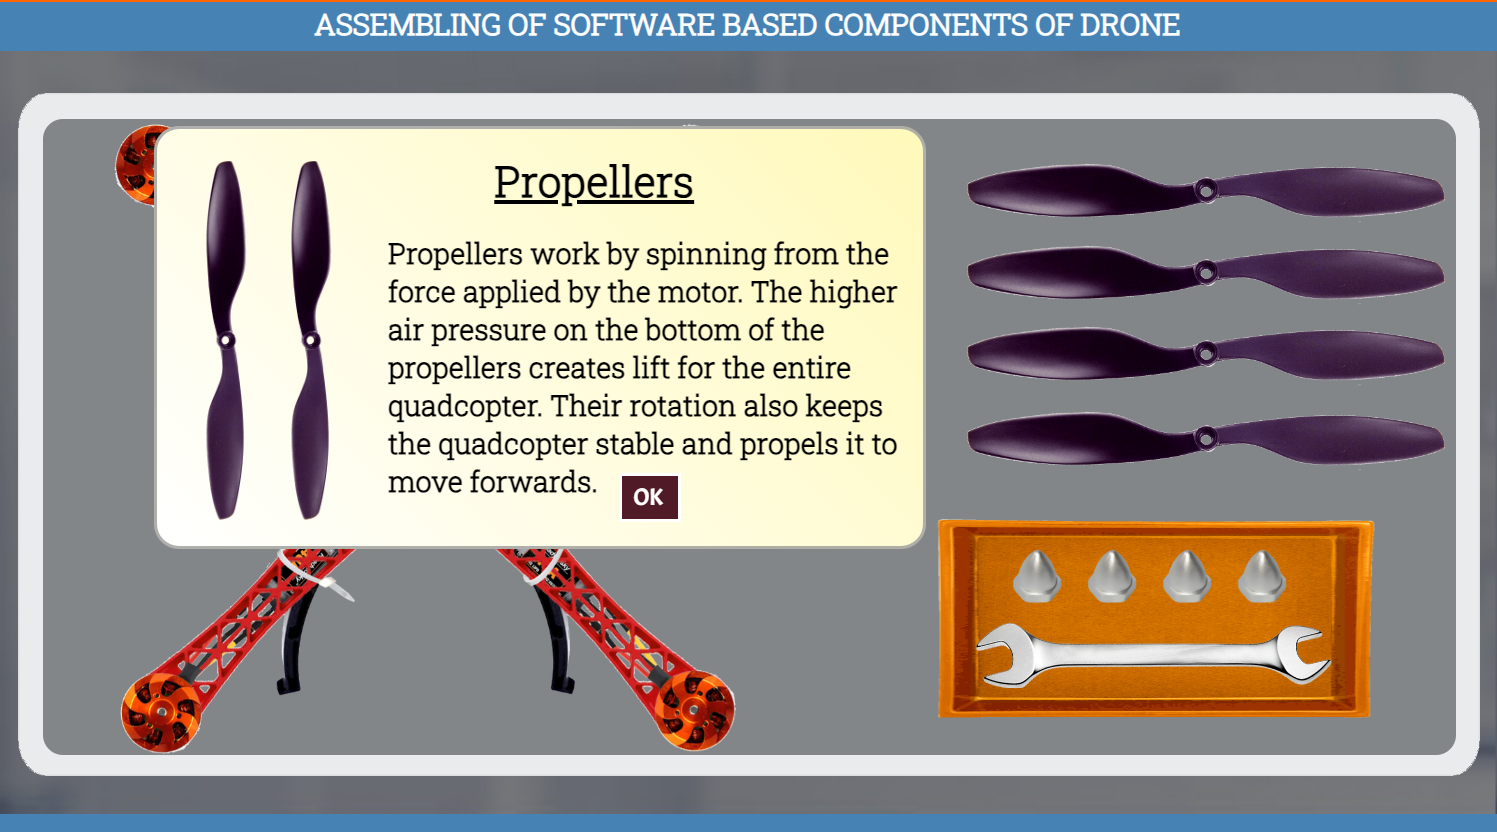 ASSEMBLING OF SOFTWARE BASED COMPONENTS OF DRONE
Propellers
Propellers work by spinning from the
force applied by the motor. The higher
air pressure on the bottom of the
propellers creates lift for the entire
quadcopter. Their rotation also keeps
the quadcopter stable and propels it to
move forwards.
OK